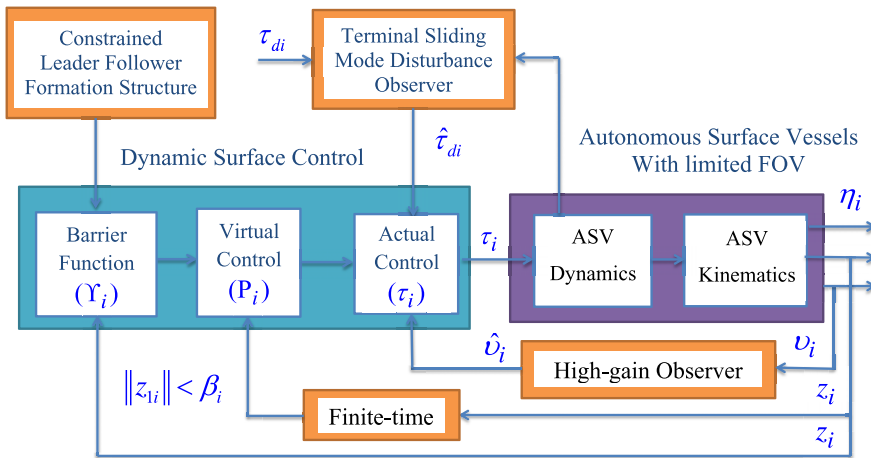 Constrained
Leader Follower
Formation Structure
τ_di
Terminal Sliding
Mode Disturbance
Observer
τ̂_di
Dynamic Surface Control
Autonomous Surface Vessels
With limited FOV
Barrier
Function
(Υ_i)
Virtual
Control
(P_i)
Actual
Control
(τ_i)
τ_i
ASV
Dynamics
ASV
Kinematics
η_i
υ̂_i
High-gain Observer
υ_i
‖z_1i‖ < β_i
Finite-time
z_i
z_i